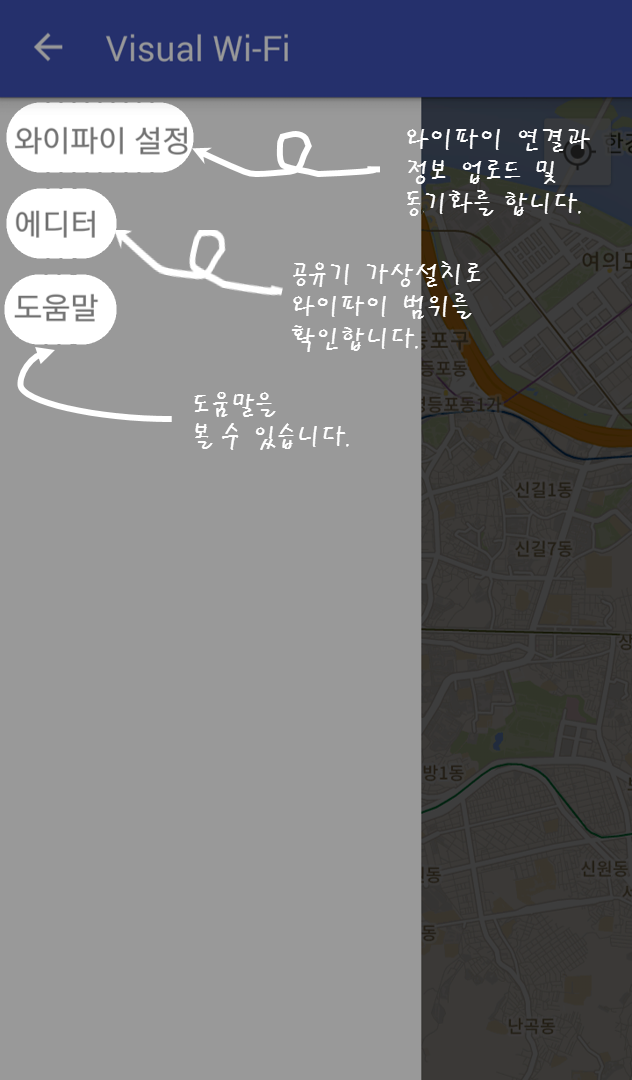 Visual Wi-Fi
와이파이 설정
와이파이 연결과
정보 업로드 및
동기화를 합니다.
에디터
공유기 가상설치로
와이파이 범위를
확인합니다.
도움말
도움말을
볼 수 있습니다.
여의도
등포구
등포동
영등포동1가
신길1동
신길7동
방1동
신원동
동
난곡동